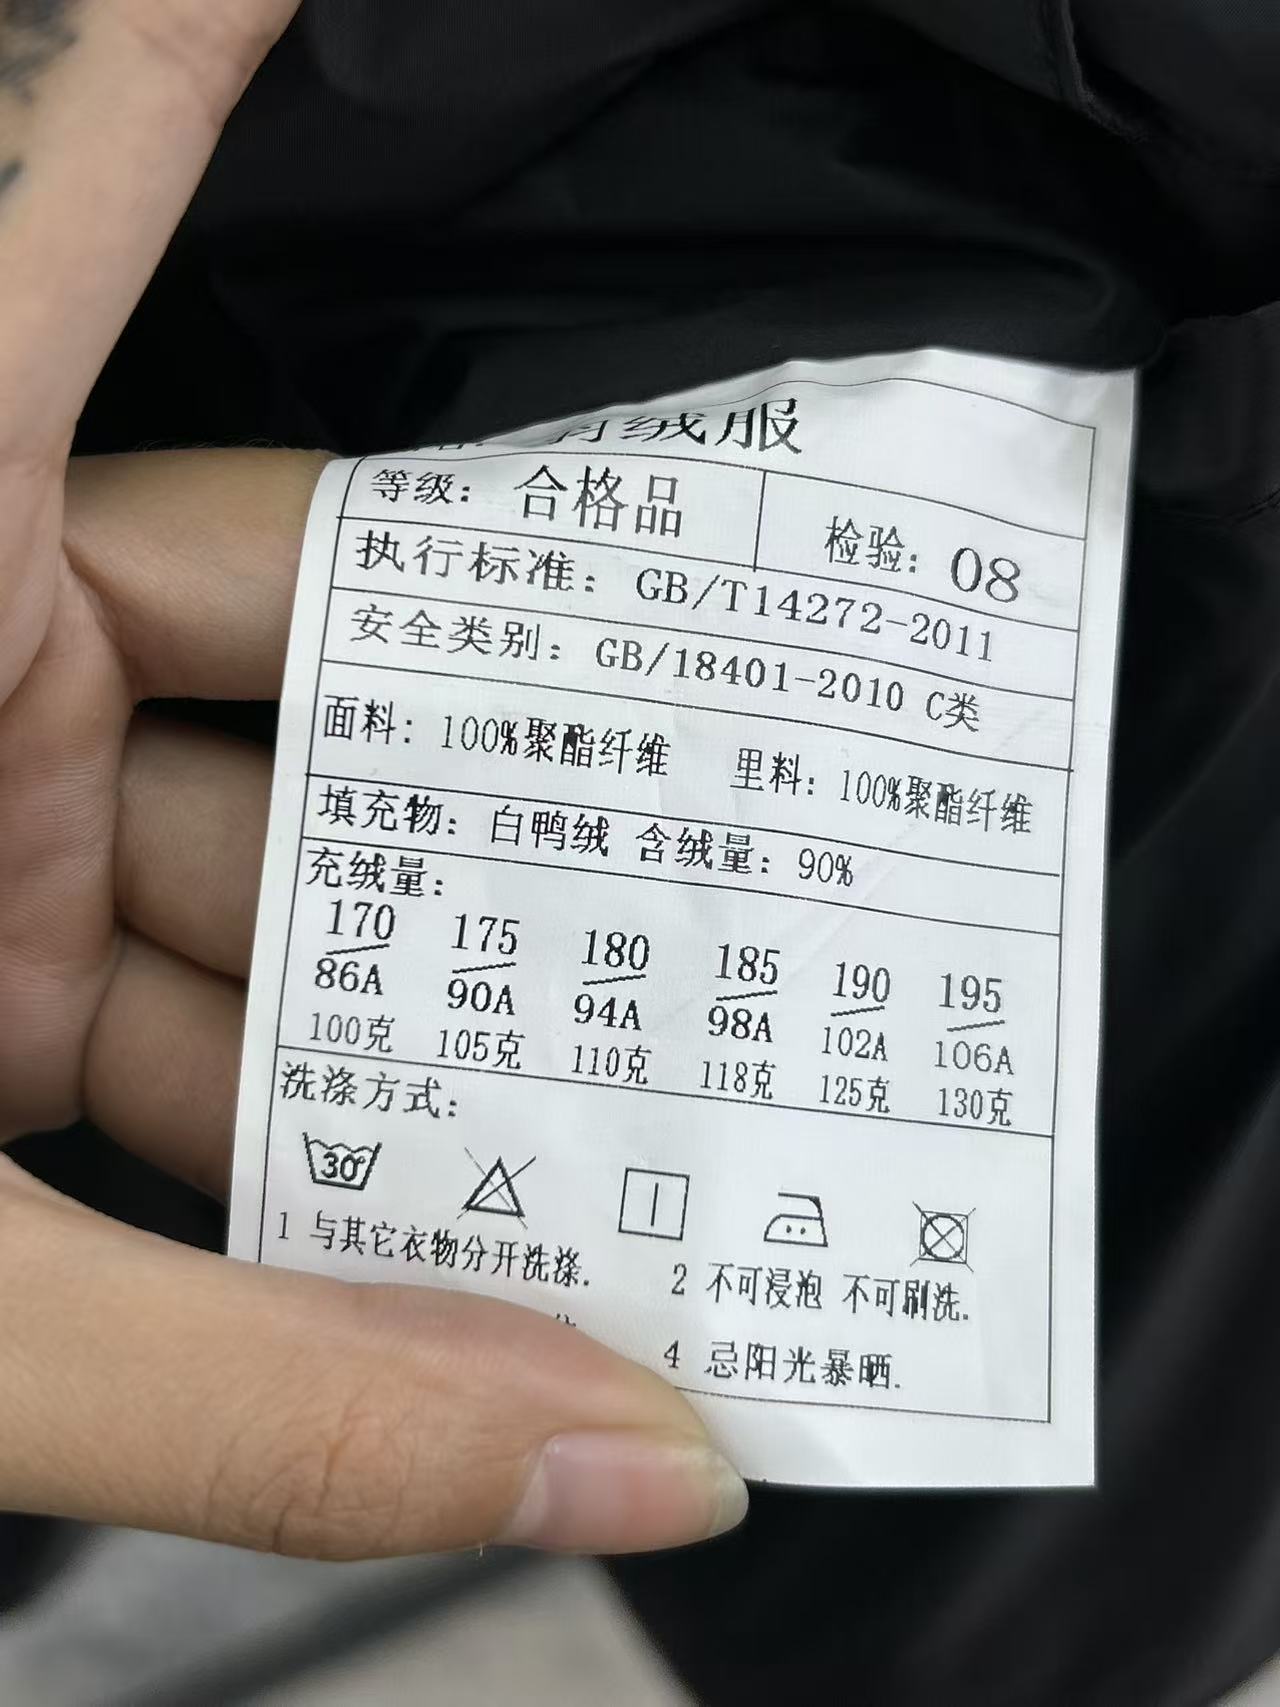 绒服
等级: 合格品
检验: 08
执行标准: GB/T14272-2011
安全类别: GB/18401-2010 C类
面料: 100%聚酯纤维 里料: 100%聚酯纤维
填充物: 白鸭绒 含绒量: 90%
充绒量:
170 175 180 185 190 195
86A 90A 94A 98A 102A 106A
100克 105克 110克 118克 125克 130克
洗涤方式:
30°
1 与其它衣物分开洗涤. 2 不可浸泡 不可刷洗.
4 忌阳光暴晒.